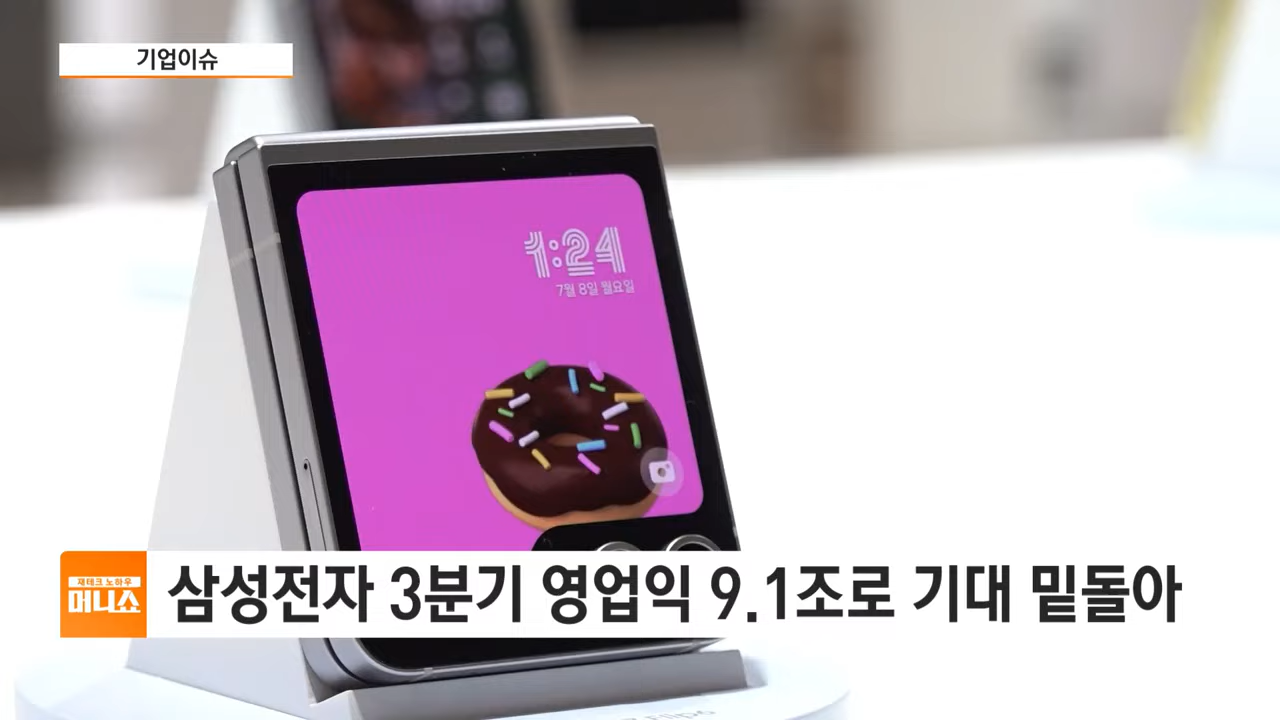 기업이슈
1:24
7월 8일 월요일
재테크 노하우
머니쇼
삼성전자 3분기 영업익 9.1조로 기대 밑돌아